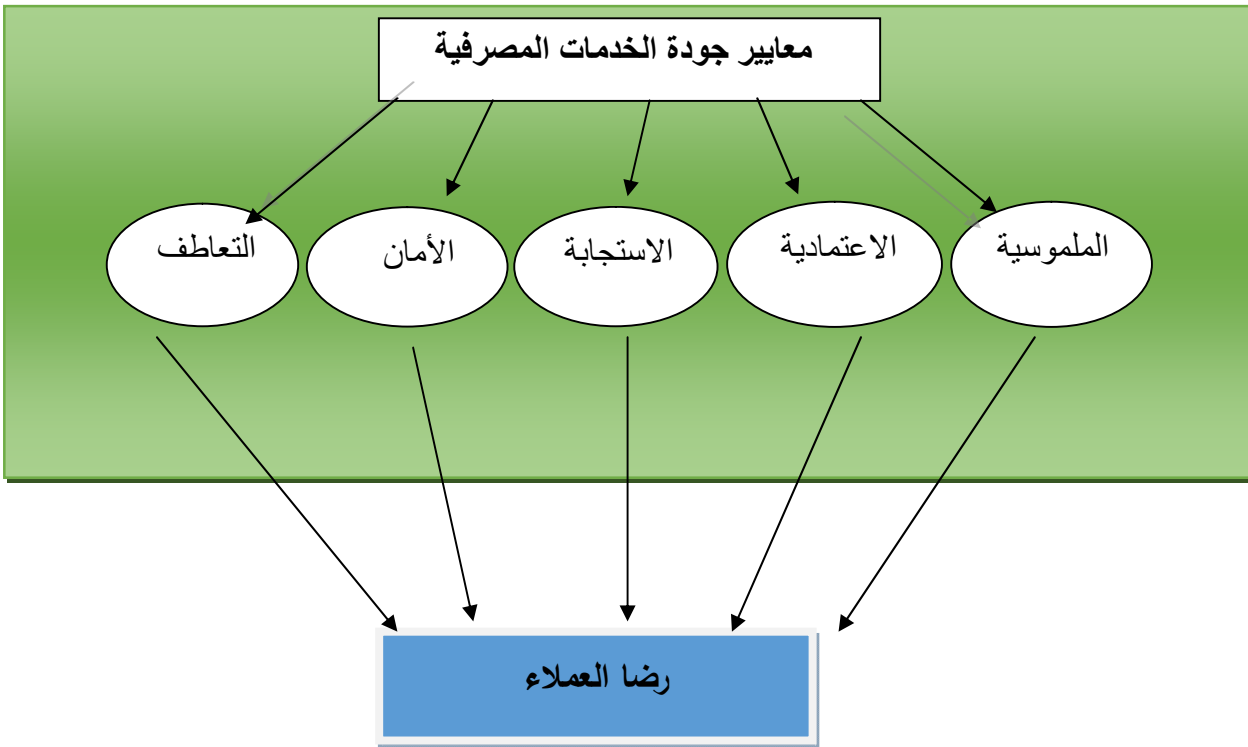 معايير جودة الخدمات المصرفية
الملموسية
الاعتمادية
الاستجابة
الأمان
التعاطف
رضا العملاء